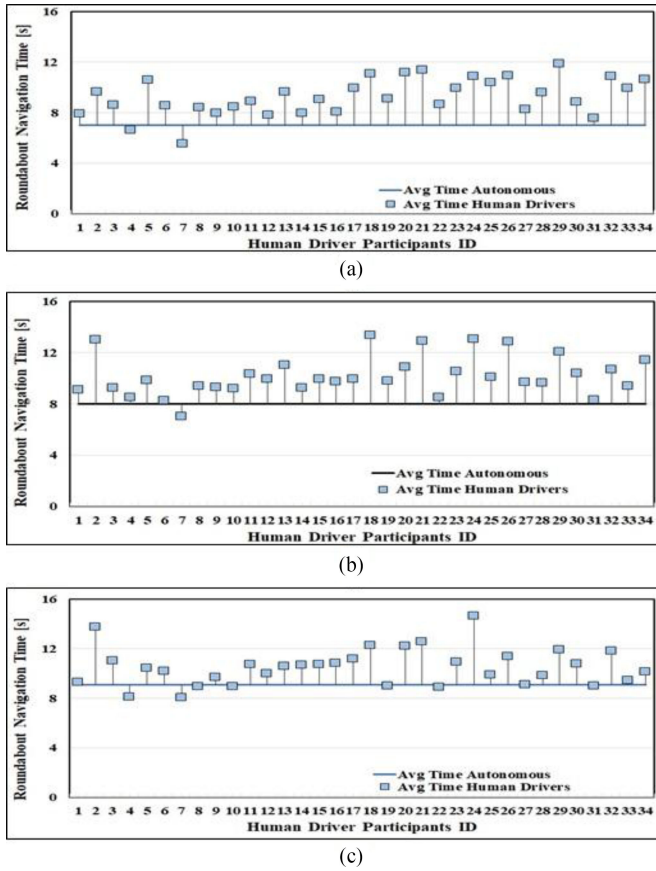 16
12
8
4
0
Roundabout Navigation Time [s]
Avg Time Autonomous
Avg Time Human Drivers
1 2 3 4 5 6 7 8 9 10 11 12 13 14 15 16 17 18 19 20 21 22 23 24 25 26 27 28 29 30 31 32 33 34
Human Driver Participants ID
(a)
16
12
8
4
0
Roundabout Navigation Time [s]
Avg Time Autonomous
Avg Time Human Drivers
1 2 3 4 5 6 7 8 9 10 11 12 13 14 15 16 17 18 19 20 21 22 23 24 25 26 27 28 29 30 31 32 33 34
Human Driver Participants ID
(b)
16
12
8
4
0
Roundabout Navigation Time [s]
Avg Time Autonomous
Avg Time Human Drivers
1 2 3 4 5 6 7 8 9 10 11 12 13 14 15 16 17 18 19 20 21 22 23 24 25 26 27 28 29 30 31 32 33 34
Human Driver Participants ID
(c)